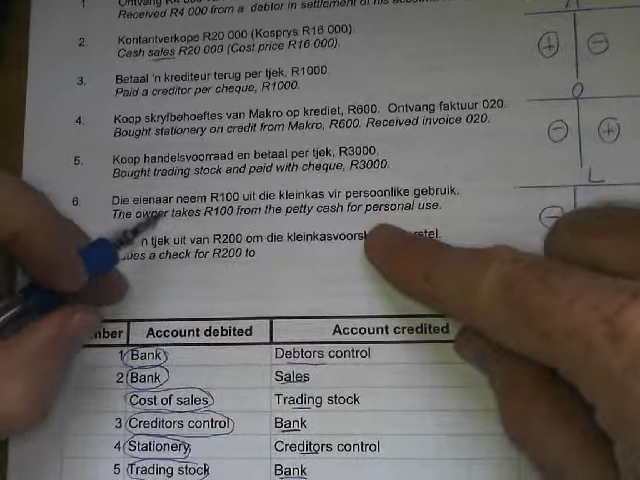 1 Ontvang R4 000
Received R4 000 from a debtor in settlement of his
2. Kontantverkope R20 000 (Kosprys R16 000)
Cash sales R20 000 (Cost price R16 000)
3. Betaal 'n krediteur terug per tjek, R1000
Paid a creditor per cheque, R1000.
4. Koop skryfbehoeftes van Makro op krediet, R600. Ontvang faktuur 020.
Bought stationery on credit from Makro, R600. Received invoice 020.
5. Koop handelsvoorraad en betaal per tjek, R3000.
Bought trading stock and paid with cheque, R3000.
6. Die eienaar neem R100 uit die kleinkas vir persoonlike gebruik.
The owner takes R100 from the petty cash for personal use.
n tjek uit van R200 om die
a check for R200 to
A
+ −
O
− +
L
−
Account debited Account credited
1 Bank Debtors control
2 Bank Sales
Cost of sales Trading stock
3 Creditors control Bank
4 Stationery Creditors control
5 Trading stock Bank